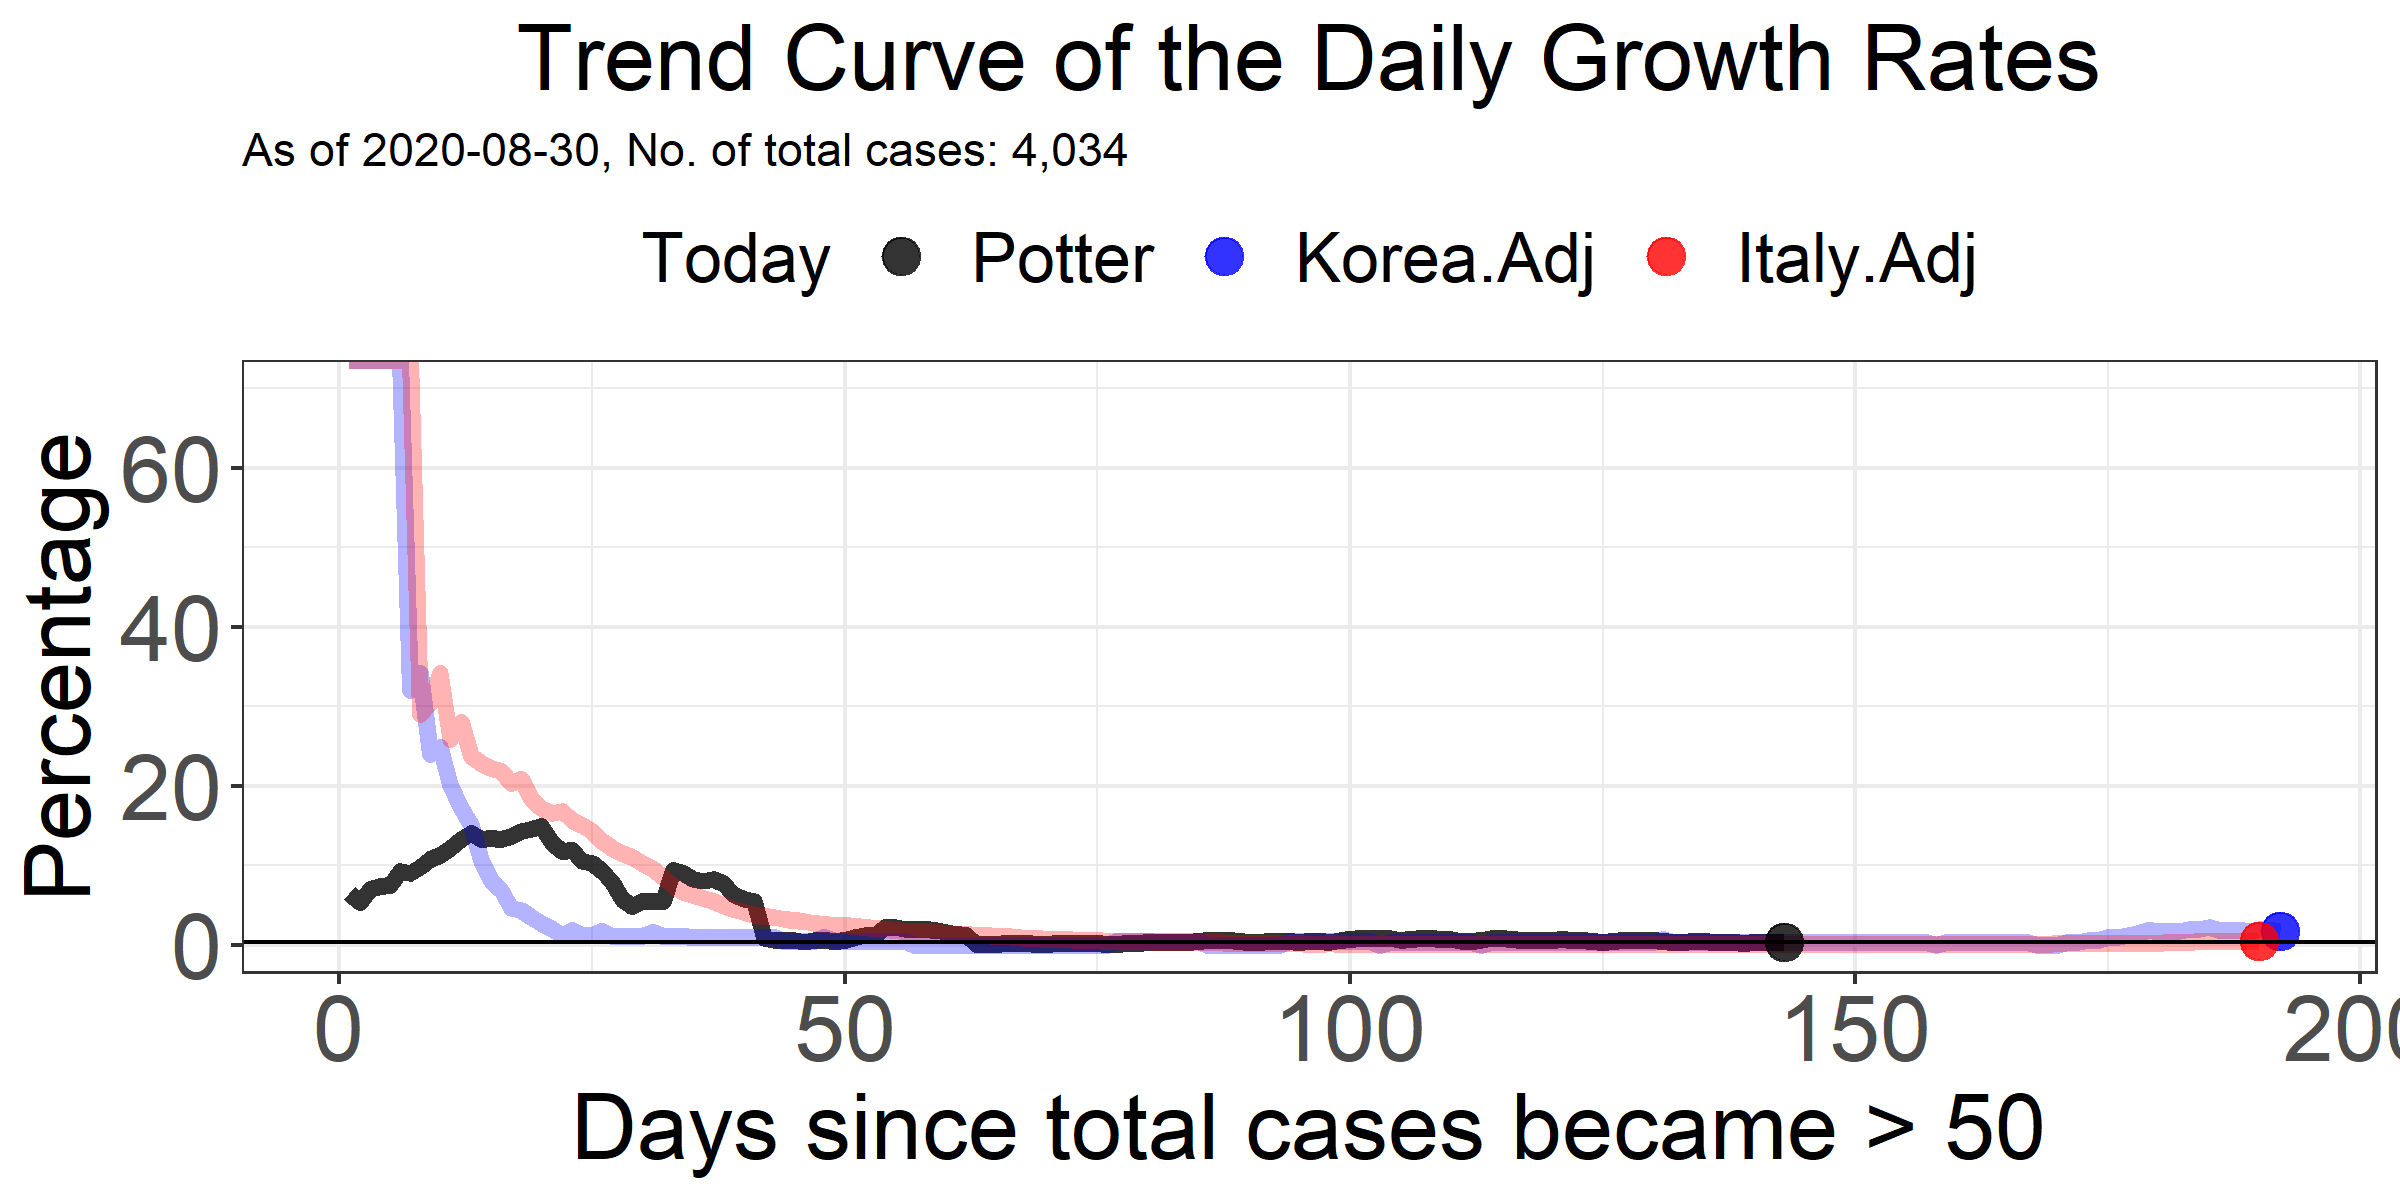 Trend Curve of the Daily Growth Rates
As of 2020-08-30, No. of total cases: 4,034
Today Potter Korea.Adj Italy.Adj
Percentage
60
40
20
0
0 50 100 150 200
Days since total cases became > 50